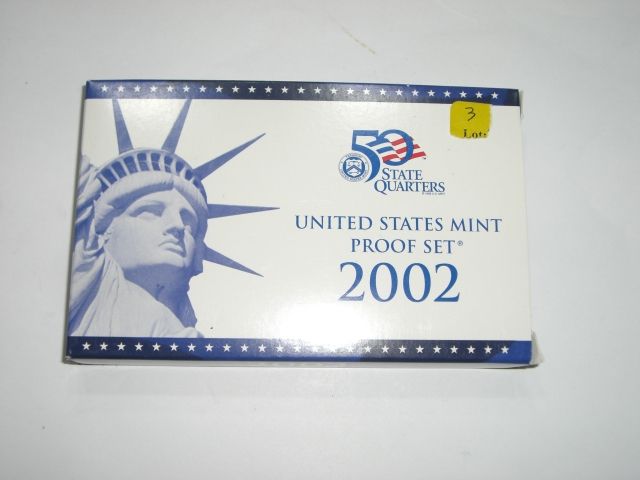 3
Lot:
50
STATE
QUARTERS
UNITED STATES MINT
PROOF SET®
2002